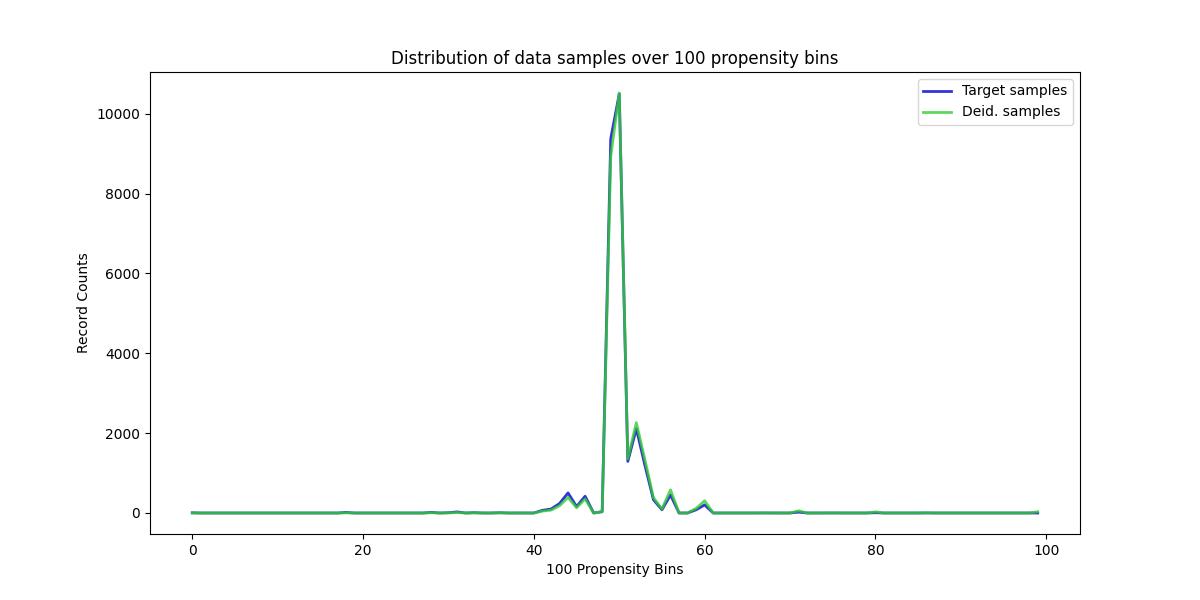 Distribution of data samples over 100 propensity bins
Target samples
Deid. samples
10000
8000
6000
4000
2000
0
Record Counts
0 20 40 60 80 100
100 Propensity Bins